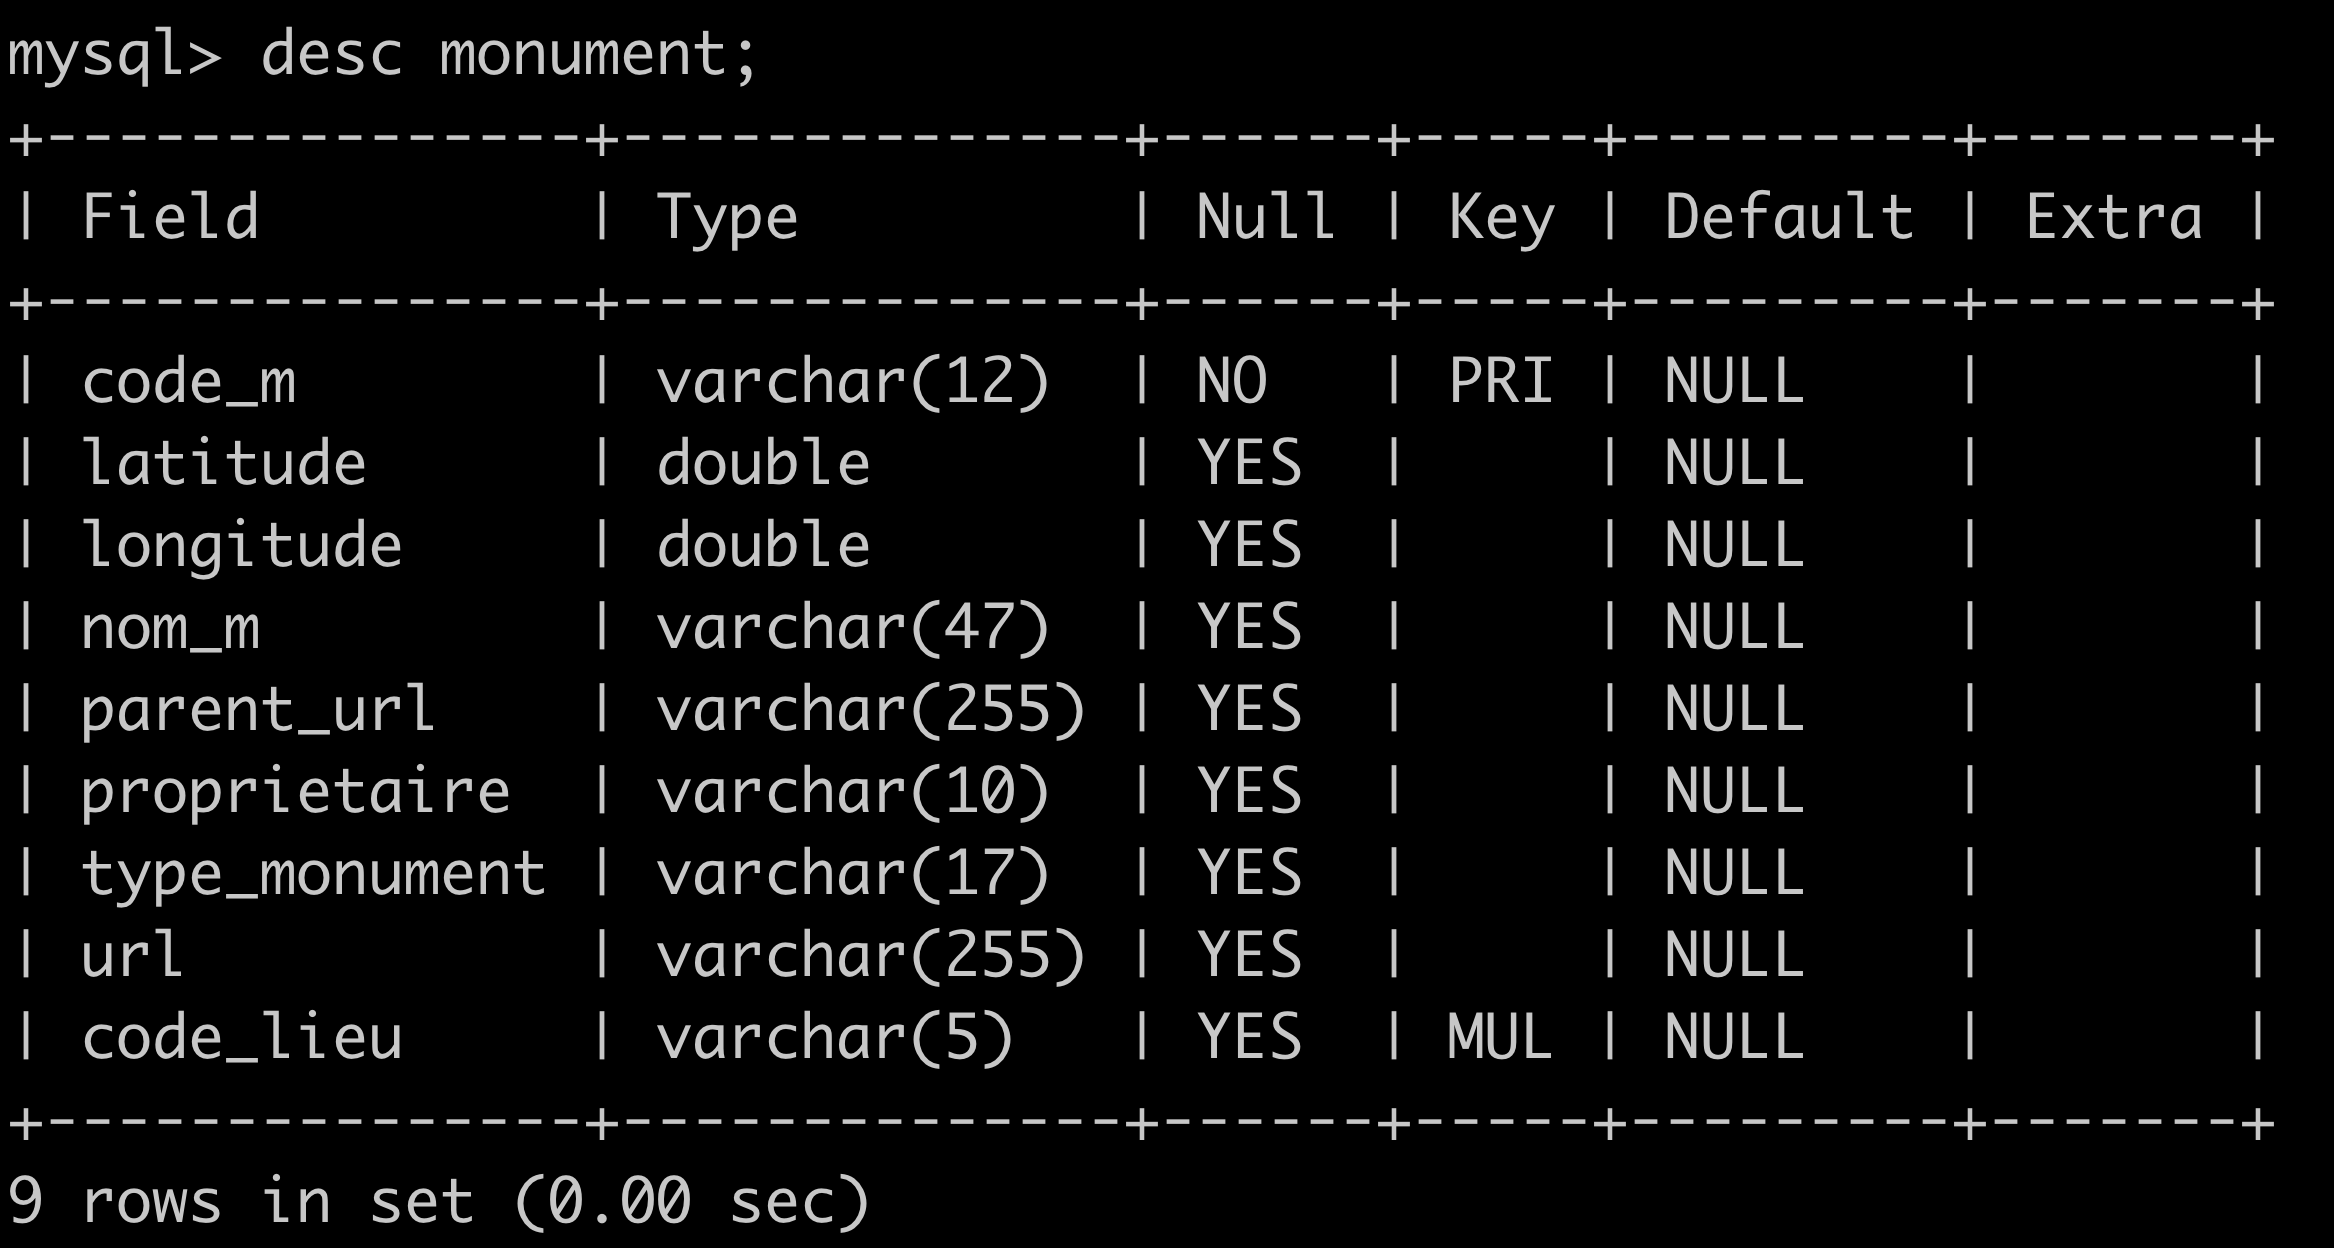 mysql> desc monument;
+---------------+--------------+------+-----+---------+-------+
| Field         | Type         | Null | Key | Default | Extra |
+---------------+--------------+------+-----+---------+-------+
| code_m        | varchar(12)  | NO   | PRI | NULL    |       |
| latitude      | double       | YES  |     | NULL    |       |
| longitude     | double       | YES  |     | NULL    |       |
| nom_m         | varchar(47)  | YES  |     | NULL    |       |
| parent_url    | varchar(255) | YES  |     | NULL    |       |
| proprietaire  | varchar(10)  | YES  |     | NULL    |       |
| type_monument | varchar(17)  | YES  |     | NULL    |       |
| url           | varchar(255) | YES  |     | NULL    |       |
| code_lieu     | varchar(5)   | YES  | MUL | NULL    |       |
+---------------+--------------+------+-----+---------+-------+
9 rows in set (0.00 sec)